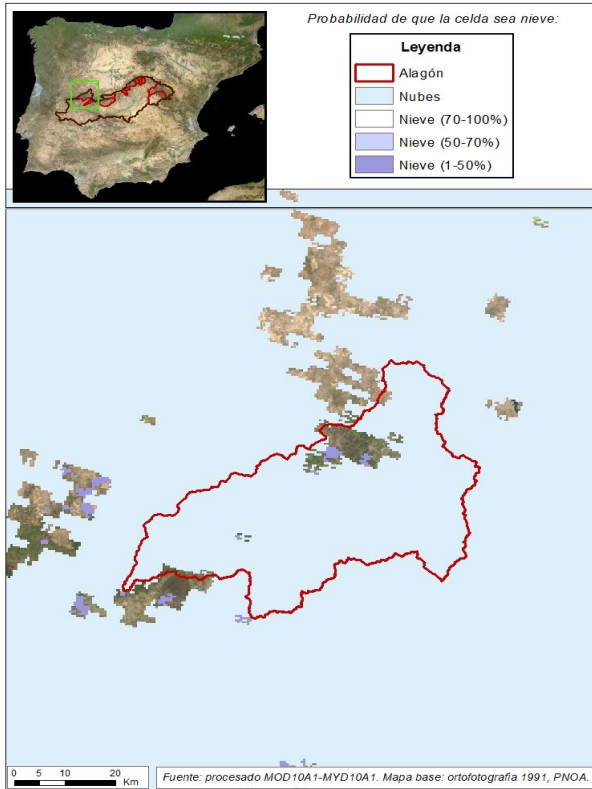 Probabilidad de que la celda sea nieve:
Leyenda
Alagón
Nubes
Nieve (70-100%)
Nieve (50-70%)
Nieve (1-50%)
0 5 10 20
Km
Fuente: procesado MOD10A1-MYD10A1. Mapa base: ortofotografía 1991, PNOA.